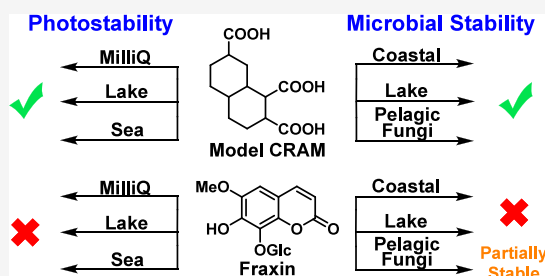 Photostability
Microbial Stability
MilliQ
Lake
Sea
COOH
COOH
COOH
Model CRAM
Coastal
Lake
Pelagic
Fungi
MilliQ
Lake
Sea
MeO
HO
O
O
OGlc
Fraxin
Coastal
Lake
Pelagic
Fungi
Partially
Stable